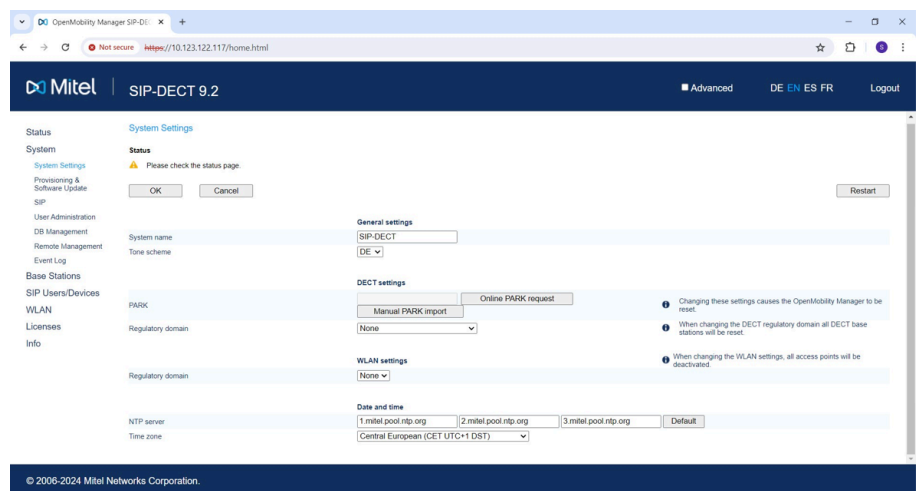 OpenMobility Manager SIP-DE
Not secure https://10.123.122.117/home.html
S
Mitel SIP-DECT 9.2 Advanced DE EN ES FR Logout
Status
System
System Settings
Provisioning &
Software Update
SIP
User Administration
DB Management
Remote Management
Event Log
Base Stations
SIP Users/Devices
WLAN
Licenses
Info
System Settings
Status
Please check the status page.
OK Cancel Restart
General settings
System name SIP-DECT
Tone scheme DE
DECT settings
PARK Online PARK request
Manual PARK import
Changing these settings causes the OpenMobility Manager to be
reset.
Regulatory domain None
When changing the DECT regulatory domain all DECT base
stations will be reset.
WLAN settings
When changing the WLAN settings, all access points will be
deactivated.
Regulatory domain None
Date and time
NTP server 1.mitel.pool.ntp.org 2.mitel.pool.ntp.org 3.mitel.pool.ntp.org Default
Time zone Central European (CET UTC+1 DST)
© 2006-2024 Mitel Networks Corporation.